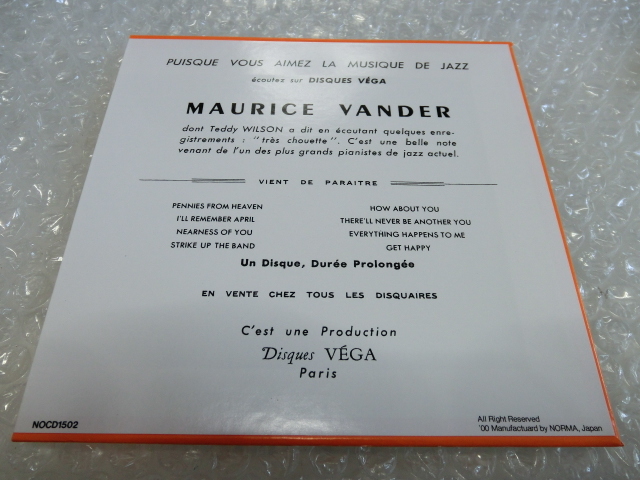 PUISQUE VOUS AIMEZ LA MUSIQUE DE JAZZ
écoutez sur DISQUES VÉGA
MAURICE VANDER
dont Teddy WILSON a dit en écoutant quelques enre-
gistrements : "très chouette". C'est une belle note
venant de l'un des plus grands pianistes de jazz actuel.
VIENT DE PARAITRE
PENNIES FROM HEAVEN
I'LL REMEMBER APRIL
NEARNESS OF YOU
STRIKE UP THE BAND
HOW ABOUT YOU
THERE'LL NEVER BE ANOTHER YOU
EVERYTHING HAPPENS TO ME
GET HAPPY
Un Disque, Durée Prolongée
EN VENTE CHEZ TOUS LES DISQUAIRES
C'est une Production
Disques VÉGA
Paris
NOCD1502
All Right Reserved
'00 Manufactuard by NORMA, Japan